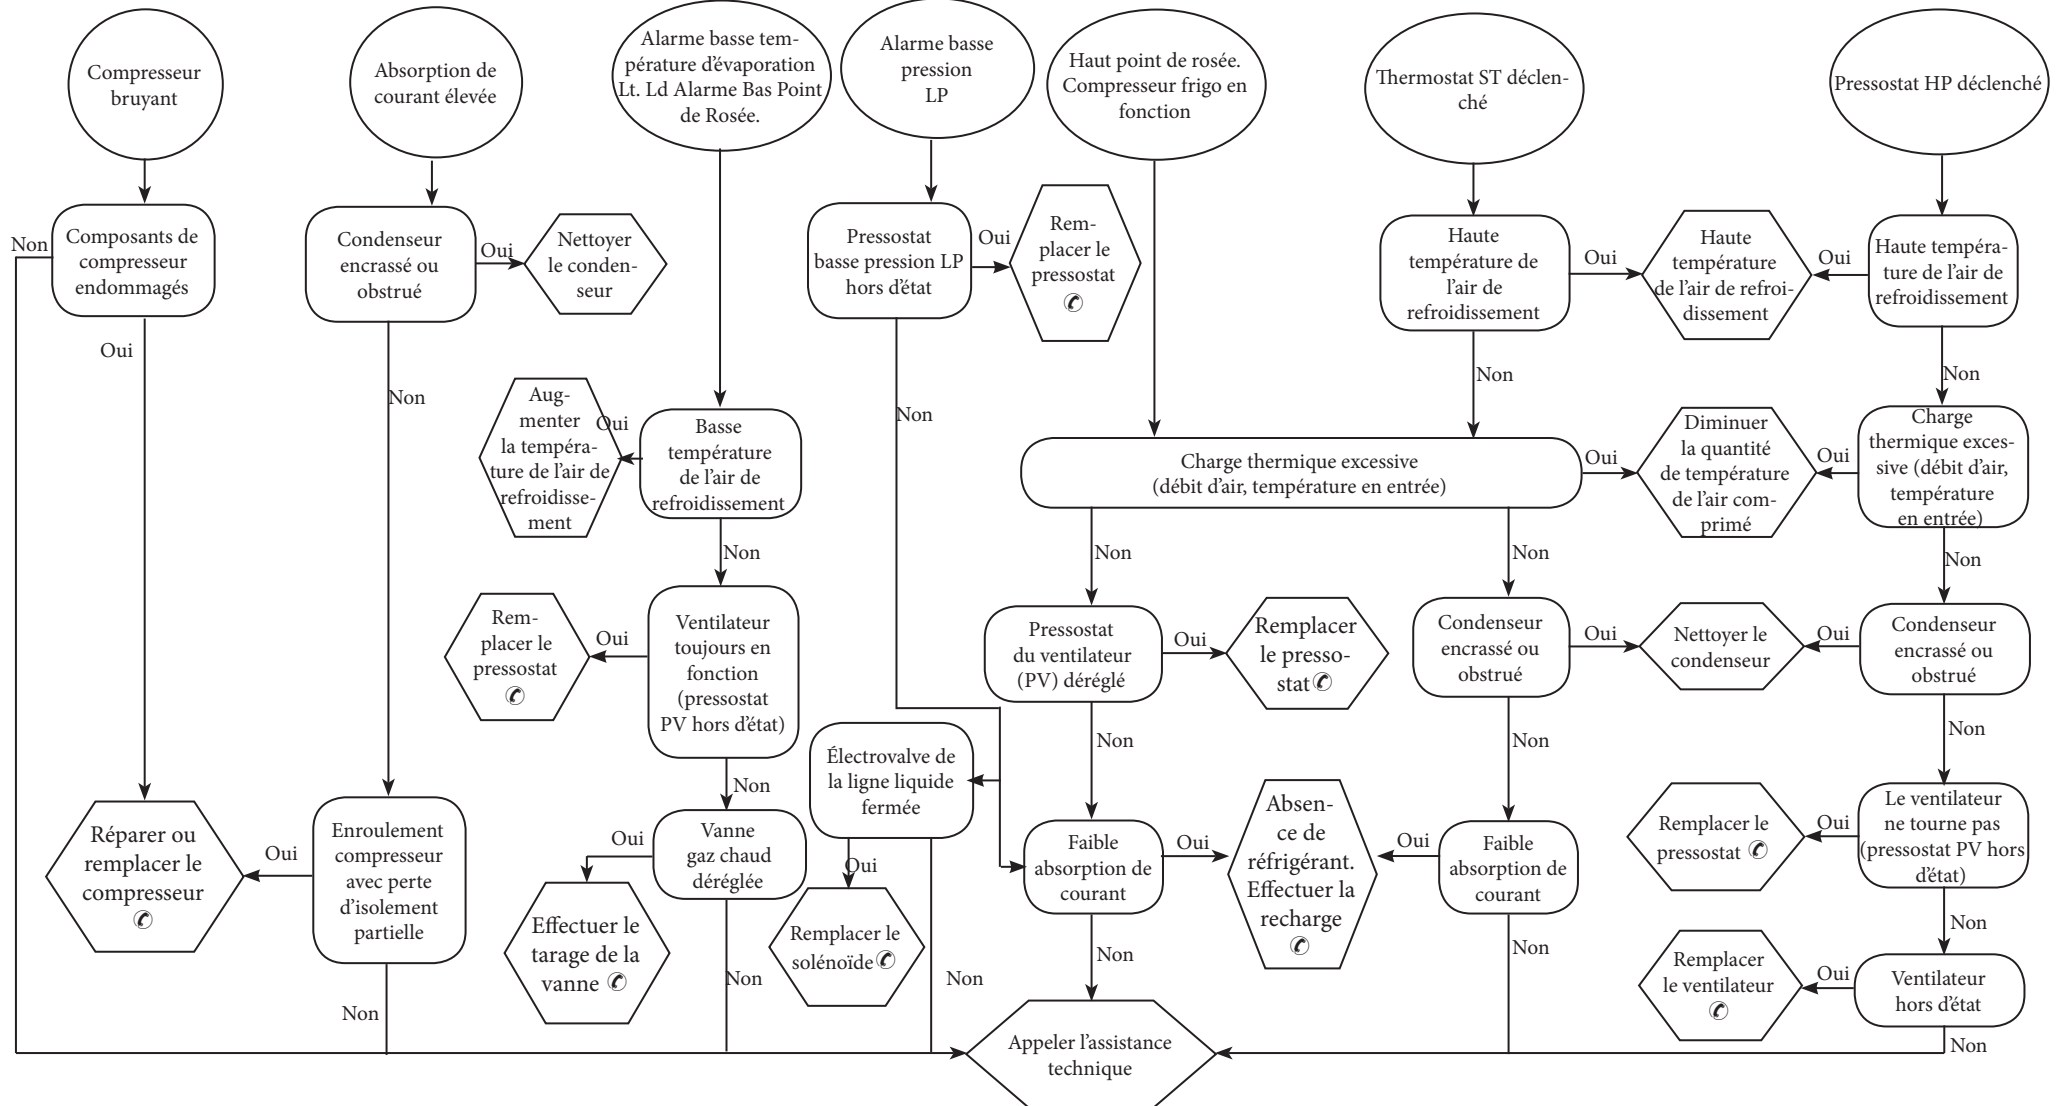 Compresseur
bruyant
Absorption de
courant élevée
Alarme basse tem-
pérature d'évaporation
Lt. Ld Alarme Bas Point
de Rosée.
Alarme basse
pression
LP
Haut point de rosée.
Compresseur frigo en
fonction
Thermostat ST déclen-
ché
Pressostat HP déclenché
Non
Composants de
compresseur
endommagés
Oui
Condenseur
encrassé ou
obstrué
Oui
Nettoyer
le conden-
seur
Non
Pressostat
basse pression LP
hors d'état
Oui
Rem-
placer le
pressostat
✆
Non
Haute
température de
l'air de
refroidissement
Oui
Haute
température
de l'air de refroi-
dissement
Oui
Haute tempéra-
ture de l'air de
refroidissement
Non
Non
Aug-
menter
la tempéra-
ture de l'air de
refroidisse-
ment
Oui
Basse
température
de l'air de
refroidissement
Non
Charge thermique excessive
(débit d'air, température en entrée)
Oui
Diminuer
la quantité
de température
de l'air com-
primé
Oui
Charge
thermique exces-
sive (débit d'air,
température
en entrée)
Non
Non
Non
Rem-
placer le
pressostat
✆
Oui
Ventilateur
toujours en
fonction
(pressostat
PV hors d'état)
Non
Pressostat
du ventilateur
(PV) déréglé
Oui
Remplacer
le presso-
stat ✆
Non
Condenseur
encrassé ou
obstrué
Oui
Nettoyer le
condenseur
Oui
Condenseur
encrassé ou
obstrué
Non
Non
Électrovalve de
la ligne liquide
fermée
Oui
Remplacer le
solénoïde ✆
Non
Réparer ou
remplacer le
compresseur
✆
Oui
Enroulement
compresseur
avec perte
d'isolement
partielle
Non
Oui
Vanne
gaz chaud
déréglée
Effectuer le
tarage de la
vanne ✆
Non
Faible
absorption de
courant
Oui
Absen-
ce de
réfrigérant.
Effectuer la
recharge
✆
Oui
Faible
absorption de
courant
Non
Non
Remplacer le
pressostat ✆
Oui
Le ventilateur
ne tourne pas
(pressostat PV hors
d'état)
Non
Remplacer
le ventilateur
✆
Oui
Ventilateur
hors d'état
Non
Appeler l'assistance
technique